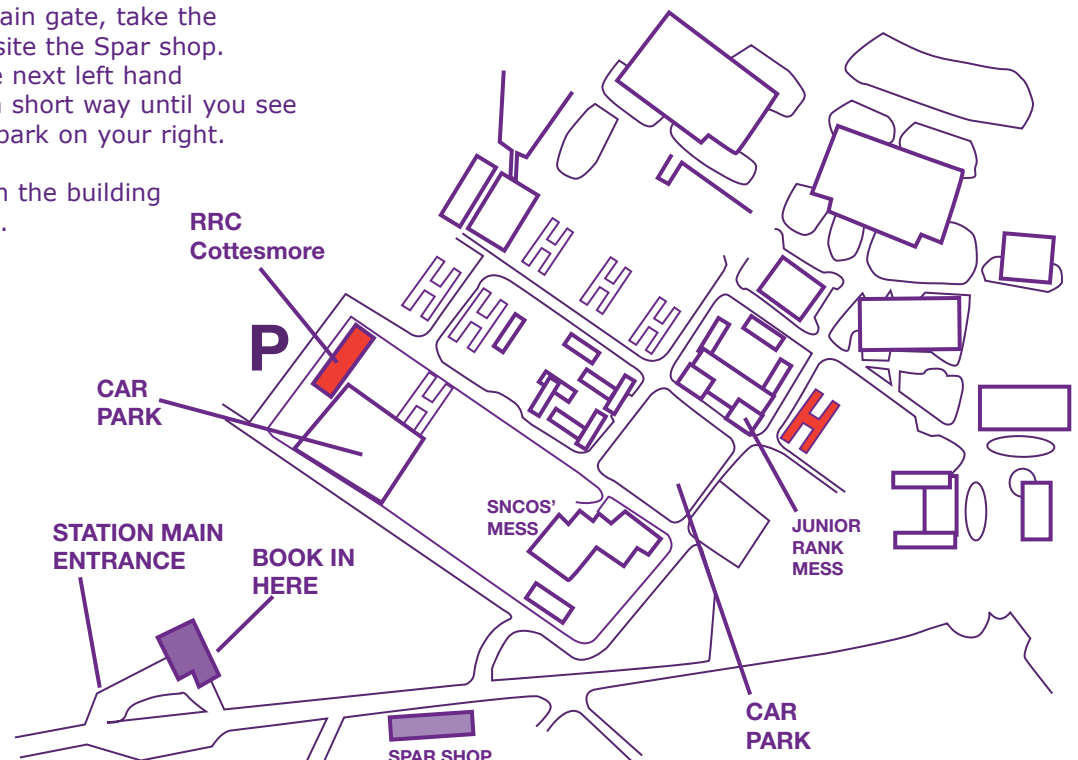 ain gate, take the
site the Spar shop.
e next left hand
a short way until you see
park on your right.
n the building
.
RRC
Cottesmore
P
CAR
PARK
STATION MAIN
ENTRANCE
BOOK IN
HERE
SNCOS'
MESS
JUNIOR
RANK
MESS
CAR
PARK
SPAR SHOP